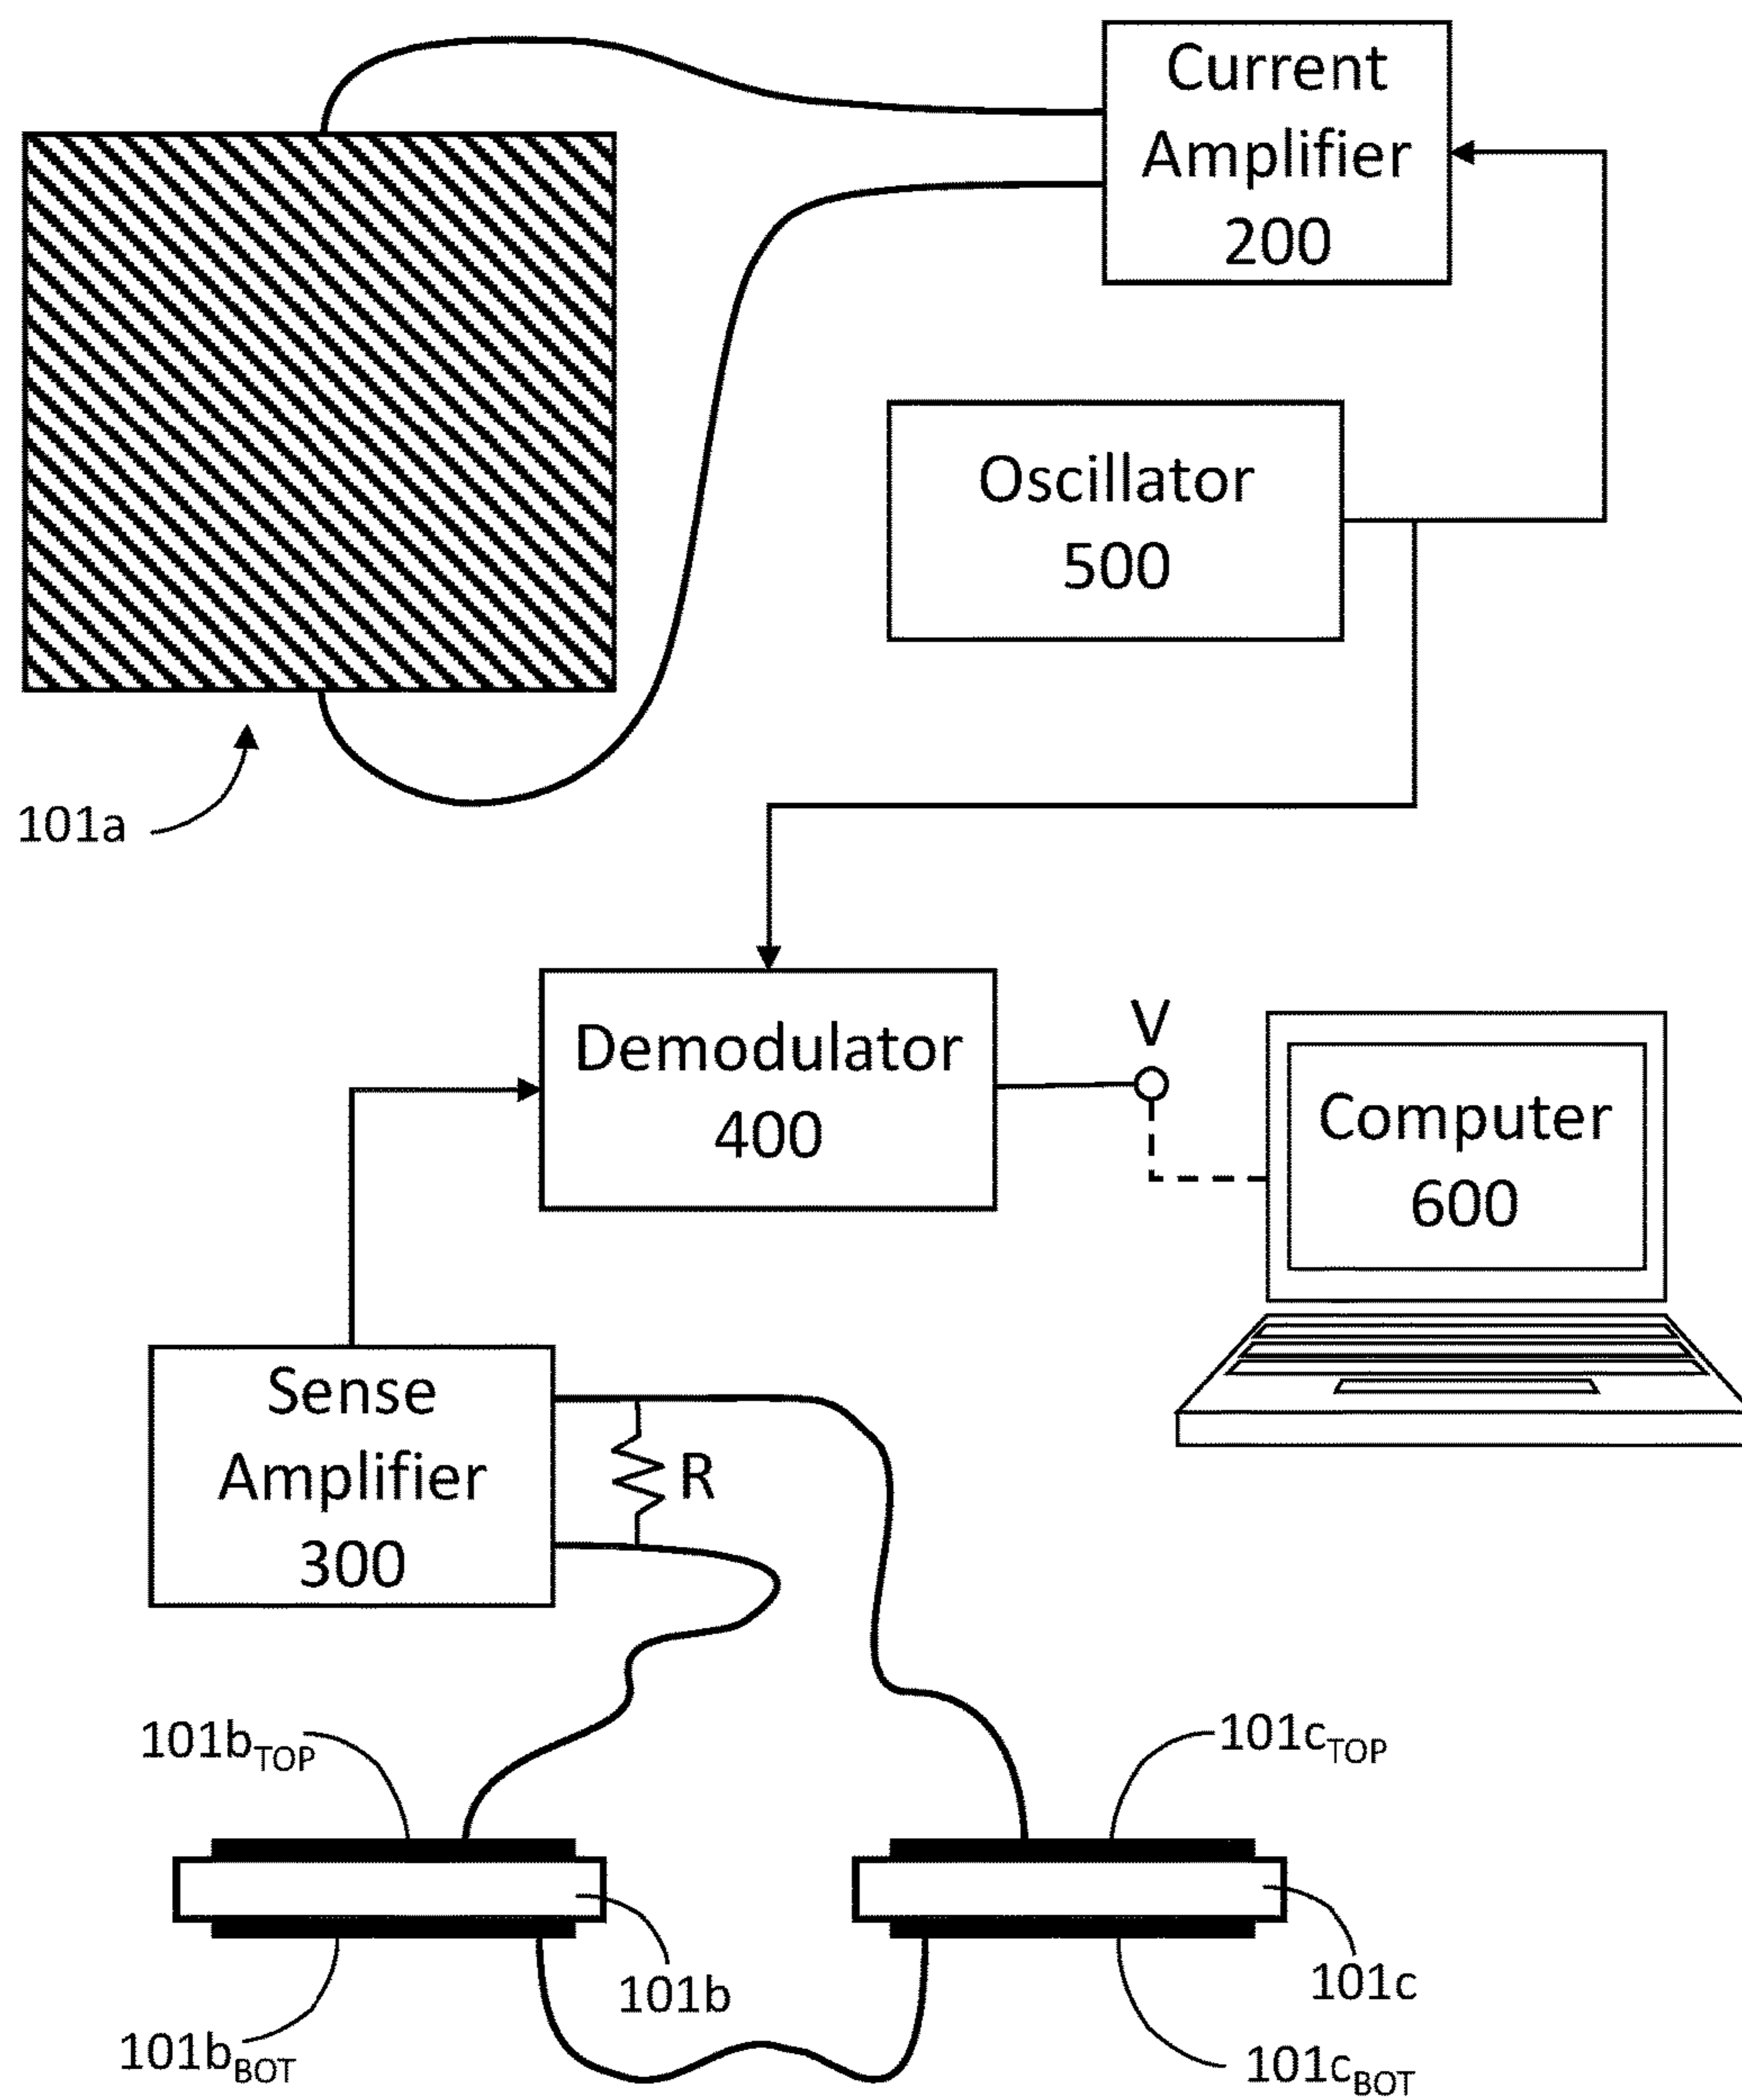 Current
Amplifier
200
Oscillator
500
101a
Demodulator
400
V
Computer
600
Sense
Amplifier
300
R
101bTOP
101cTOP
101b
101c
101bBOT
101cBOT